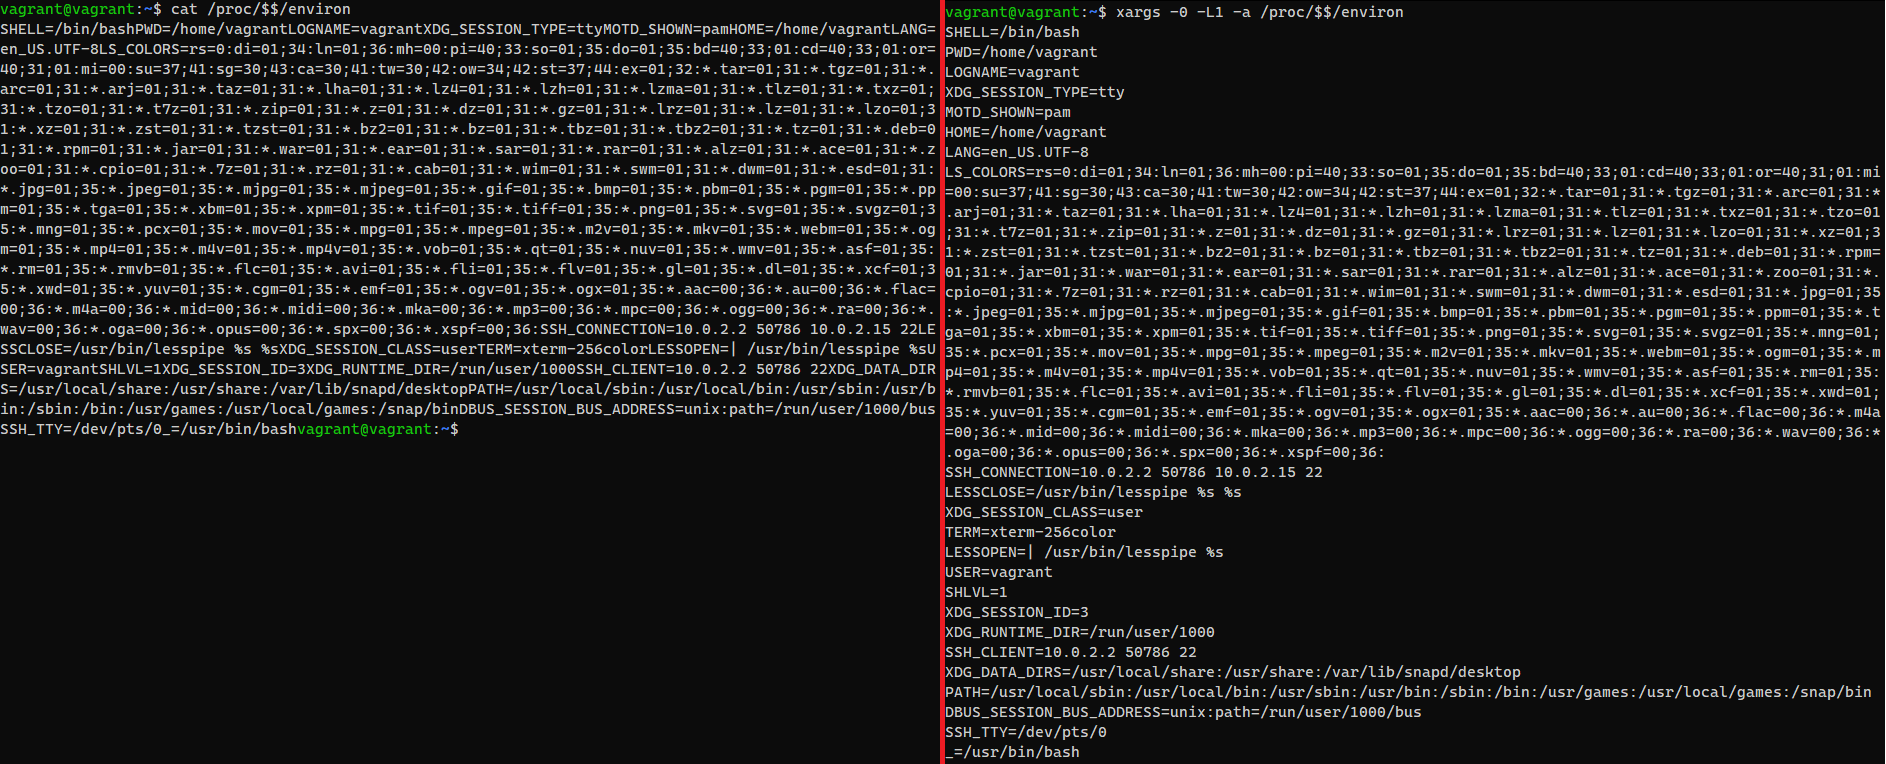 vagrant@vagrant:~$ cat /proc/$$/environ
SHELL=/bin/bashPWD=/home/vagrantLOGNAME=vagrantXDG_SESSION_TYPE=ttyMOTD_SHOWN=pamHOME=/home/vagrantLANG=
en_US.UTF-8LS_COLORS=rs=0:di=01;34:ln=01;36:mh=00:pi=40;33:so=01;35:do=01;35:bd=40;33;01:cd=40;33;01:or=
40;31;01:mi=00:su=37;41:sg=30;43:ca=30;41:tw=30;42:ow=34;42:st=37;44:ex=01;32:*.tar=01;31:*.tgz=01;31:*.
arc=01;31:*.arj=01;31:*.taz=01;31:*.lha=01;31:*.lz4=01;31:*.lzh=01;31:*.lzma=01;31:*.tlz=01;31:*.txz=01;
31:*.tzo=01;31:*.t7z=01;31:*.zip=01;31:*.z=01;31:*.dz=01;31:*.gz=01;31:*.lrz=01;31:*.lz=01;31:*.lzo=01;3
1:*.xz=01;31:*.zst=01;31:*.tzst=01;31:*.bz2=01;31:*.bz=01;31:*.tbz=01;31:*.tbz2=01;31:*.tz=01;31:*.deb=0
1;31:*.rpm=01;31:*.jar=01;31:*.war=01;31:*.ear=01;31:*.sar=01;31:*.rar=01;31:*.alz=01;31:*.ace=01;31:*.z
oo=01;31:*.cpio=01;31:*.7z=01;31:*.rz=01;31:*.cab=01;31:*.wim=01;31:*.swm=01;31:*.dwm=01;31:*.esd=01;31:
*.jpg=01;35:*.jpeg=01;35:*.mjpg=01;35:*.mjpeg=01;35:*.gif=01;35:*.bmp=01;35:*.pbm=01;35:*.pgm=01;35:*.pp
m=01;35:*.tga=01;35:*.xbm=01;35:*.xpm=01;35:*.tif=01;35:*.tiff=01;35:*.png=01;35:*.svg=01;35:*.svgz=01;3
5:*.mng=01;35:*.pcx=01;35:*.mov=01;35:*.mpg=01;35:*.mpeg=01;35:*.m2v=01;35:*.mkv=01;35:*.webm=01;35:*.og
m=01;35:*.mp4=01;35:*.m4v=01;35:*.mp4v=01;35:*.vob=01;35:*.qt=01;35:*.nuv=01;35:*.wmv=01;35:*.asf=01;35:
*.rm=01;35:*.rmvb=01;35:*.flc=01;35:*.avi=01;35:*.fli=01;35:*.flv=01;35:*.gl=01;35:*.dl=01;35:*.xcf=01;3
5:*.xwd=01;35:*.yuv=01;35:*.cgm=01;35:*.emf=01;35:*.ogv=01;35:*.ogx=01;35:*.aac=00;36:*.au=00;36:*.flac=
00;36:*.m4a=00;36:*.mid=00;36:*.midi=00;36:*.mka=00;36:*.mp3=00;36:*.mpc=00;36:*.ogg=00;36:*.ra=00;36:*.
wav=00;36:*.oga=00;36:*.opus=00;36:*.spx=00;36:*.xspf=00;36:SSH_CONNECTION=10.0.2.2 50786 10.0.2.15 22LE
SSCLOSE=/usr/bin/lesspipe %s %sXDG_SESSION_CLASS=userTERM=xterm-256colorLESSOPEN=| /usr/bin/lesspipe %sU
SER=vagrantSHLVL=1XDG_SESSION_ID=3XDG_RUNTIME_DIR=/run/user/1000SSH_CLIENT=10.0.2.2 50786 22XDG_DATA_DIR
S=/usr/local/share:/usr/share:/var/lib/snapd/desktopPATH=/usr/local/sbin:/usr/local/bin:/usr/sbin:/usr/b
in:/sbin:/bin:/usr/games:/usr/local/games:/snap/binDBUS_SESSION_BUS_ADDRESS=unix:path=/run/user/1000/bus
SSH_TTY=/dev/pts/0_=/usr/bin/bashvagrant@vagrant:~$
vagrant@vagrant:~$ xargs -0 -L1 -a /proc/$$/environ
SHELL=/bin/bash
PWD=/home/vagrant
LOGNAME=vagrant
XDG_SESSION_TYPE=tty
MOTD_SHOWN=pam
HOME=/home/vagrant
LANG=en_US.UTF-8
LS_COLORS=rs=0:di=01;34:ln=01;36:mh=00:pi=40;33:so=01;35:do=01;35:bd=40;33;01:cd=40;33;01:or=40;31;01:mi
=00:su=37;41:sg=30;43:ca=30;41:tw=30;42:ow=34;42:st=37;44:ex=01;32:*.tar=01;31:*.tgz=01;31:*.arc=01;31:*
.arj=01;31:*.taz=01;31:*.lha=01;31:*.lz4=01;31:*.lzh=01;31:*.lzma=01;31:*.tlz=01;31:*.txz=01;31:*.tzo=01
;31:*.t7z=01;31:*.zip=01;31:*.z=01;31:*.dz=01;31:*.gz=01;31:*.lrz=01;31:*.lz=01;31:*.lzo=01;31:*.xz=01;3
1:*.zst=01;31:*.tzst=01;31:*.bz2=01;31:*.bz=01;31:*.tbz=01;31:*.tbz2=01;31:*.tz=01;31:*.deb=01;31:*.rpm=
01;31:*.jar=01;31:*.war=01;31:*.ear=01;31:*.sar=01;31:*.rar=01;31:*.alz=01;31:*.ace=01;31:*.zoo=01;31:*.
cpio=01;31:*.7z=01;31:*.rz=01;31:*.cab=01;31:*.wim=01;31:*.swm=01;31:*.dwm=01;31:*.esd=01;31:*.jpg=01;35
:*.jpeg=01;35:*.mjpg=01;35:*.mjpeg=01;35:*.gif=01;35:*.bmp=01;35:*.pbm=01;35:*.pgm=01;35:*.ppm=01;35:*.t
ga=01;35:*.xbm=01;35:*.xpm=01;35:*.tif=01;35:*.tiff=01;35:*.png=01;35:*.svg=01;35:*.svgz=01;35:*.mng=01;
35:*.pcx=01;35:*.mov=01;35:*.mpg=01;35:*.mpeg=01;35:*.m2v=01;35:*.mkv=01;35:*.webm=01;35:*.ogm=01;35:*.m
p4=01;35:*.m4v=01;35:*.mp4v=01;35:*.vob=01;35:*.qt=01;35:*.nuv=01;35:*.wmv=01;35:*.asf=01;35:*.rm=01;35:
*.rmvb=01;35:*.flc=01;35:*.avi=01;35:*.fli=01;35:*.flv=01;35:*.gl=01;35:*.dl=01;35:*.xcf=01;35:*.xwd=01;
35:*.yuv=01;35:*.cgm=01;35:*.emf=01;35:*.ogv=01;35:*.ogx=01;35:*.aac=00;36:*.au=00;36:*.flac=00;36:*.m4a
=00;36:*.mid=00;36:*.midi=00;36:*.mka=00;36:*.mp3=00;36:*.mpc=00;36:*.ogg=00;36:*.ra=00;36:*.wav=00;36:*
.oga=00;36:*.opus=00;36:*.spx=00;36:*.xspf=00;36:
SSH_CONNECTION=10.0.2.2 50786 10.0.2.15 22
LESSCLOSE=/usr/bin/lesspipe %s %s
XDG_SESSION_CLASS=user
TERM=xterm-256color
LESSOPEN=| /usr/bin/lesspipe %s
USER=vagrant
SHLVL=1
XDG_SESSION_ID=3
XDG_RUNTIME_DIR=/run/user/1000
SSH_CLIENT=10.0.2.2 50786 22
XDG_DATA_DIRS=/usr/local/share:/usr/share:/var/lib/snapd/desktop
PATH=/usr/local/sbin:/usr/local/bin:/usr/sbin:/usr/bin:/sbin:/bin:/usr/games:/usr/local/games:/snap/bin
DBUS_SESSION_BUS_ADDRESS=unix:path=/run/user/1000/bus
SSH_TTY=/dev/pts/0
_=/usr/bin/bash